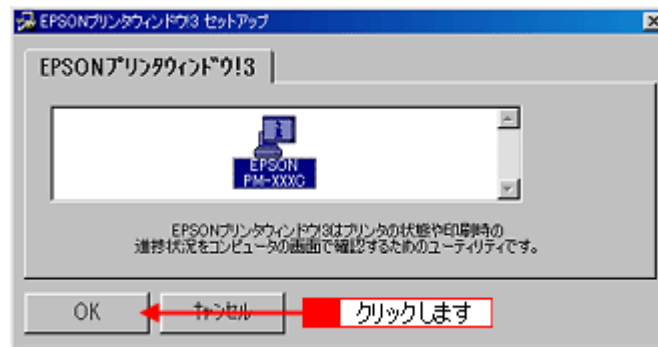 EPSONプリンタウィンドウ!3 セットアップ
EPSONプリンタウィンドウ!3
EPSON
PM-XXXC
EPSONプリンタウィンドウ!3はプリンタの状態や印刷時の
進捗状況をコンピュータの画面で確認するためのユーティリティです。
OK
キャンセル
クリックします